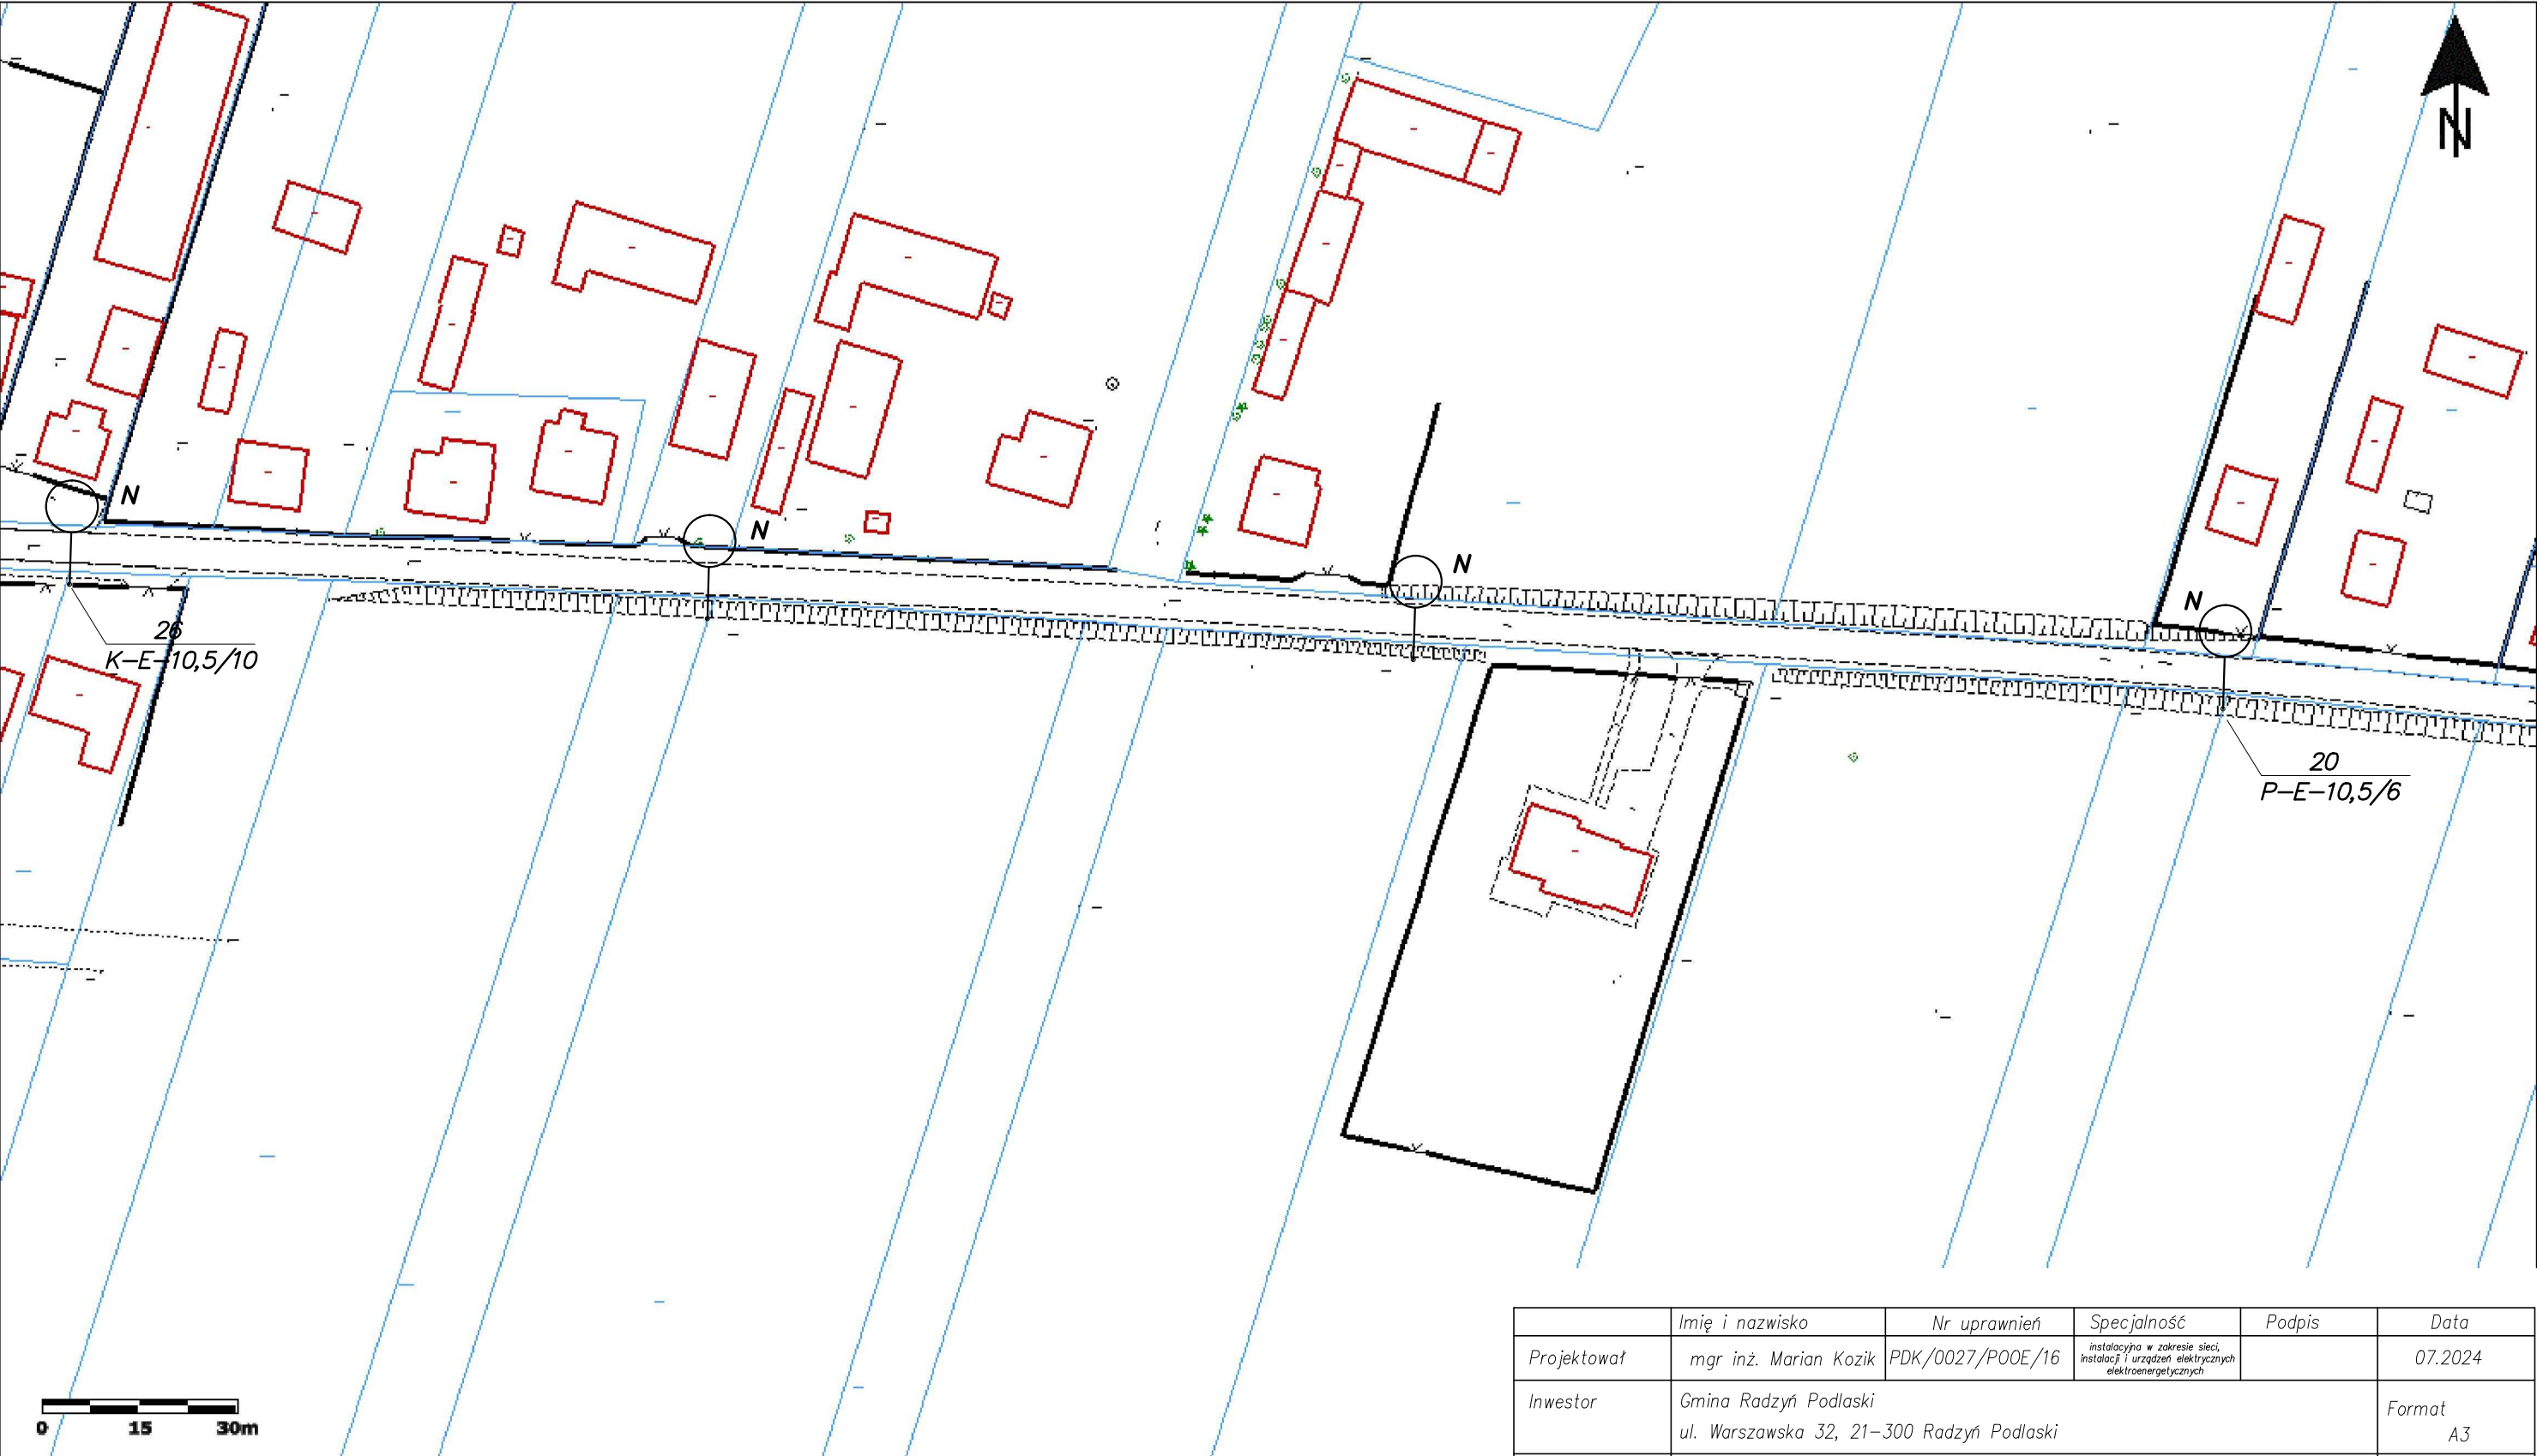 N
N
N
N
N
26
K-E-10,5/10
20
P-E-10,5/6
0 15 30m
Imię i nazwisko Nr uprawnień Specjalność Podpis Data
Projektował mgr inż. Marian Kozik PDK/0027/POOE/16 instalacyjna w zakresie sieci, 07.2024
instalacji i urządzeń elektrycznych
elektroenergetycznych
Inwestor Gmina Radzyń Podlaski Format
ul. Warszawska 32, 21-300 Radzyń Podlaski A3